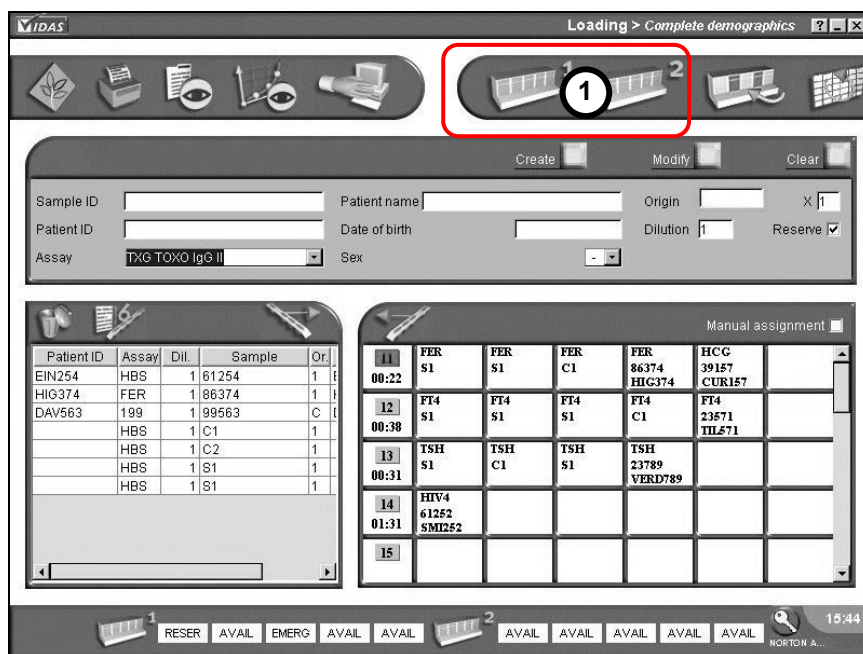 VIDAS Loading > Complete demographics ? _ X
1 1 2
Create Modify Clear
Sample ID Patient name Origin X 1
Patient ID Date of birth Dilution 1 Reserve
Assay TXG TOXO IgG II Sex -
6 Manual assignment
Patient ID Assay Dil. Sample Or.
EIN254 HBS 1 61254 1
HIG374 FER 1 86374 1
DAV563 199 1 99563 C
HBS 1 C1 1
HBS 1 C2 1
HBS 1 S1 1
HBS 1 S1 1
11 FER FER FER FER HCG
S1 S1 C1 86374 39157
00:22 HIG374 CUR157
12 FT4 FT4 FT4 FT4 FT4
S1 S1 S1 C1 23571
00:38 TIL571
13 TSH TSH TSH TSH
S1 C1 S1 23789
00:31 VERD789
14 HIV4
61252
01:31 SMI252
15
1 RESER AVAIL EMERG AVAIL AVAIL 2 AVAIL AVAIL AVAIL AVAIL AVAIL 15:44
NORTON A...